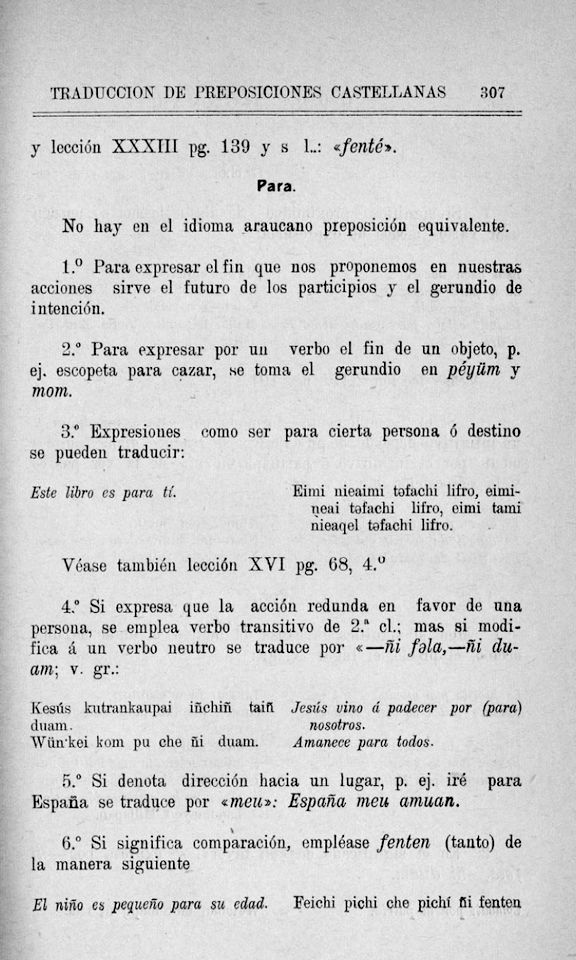 TRADUCCION DE PREPOSICIONES CASTELLANAS 307
y lección XXXIII pg. 139 y s l..: «fenté».
Para.
No hay en el idioma araucano preposición equivalente.
1.º Para expresar el fin que nos proponemos en nuestras
acciones sirve el futuro de los participios y el gerundio de
intención.
2.º Para expresar por un verbo el fin de un objeto, p.
ej. escopeta para cazar, se toma el gerundio en péyüm y
mom.
3.º Expresiones como ser para cierta persona ó destino
se pueden traducir:
Este libro es para tí. Eimi nieaimi təfachi lifro, eimi-
ṇeai təfachi lifro, eimi tami
nieaqel təfachi lifro.
Véase también lección XVI pg. 68, 4.º
4.º Si expresa que la acción redunda en favor de una
persona, se emplea verbo transitivo de 2.ª cl.; mas si modi-
fica á un verbo neutro se traduce por «—ñi fəla,—ñi du-
am; v. gr.:
Kesús kutrankaupai iñchiñ taiñ Jesús vino á padecer por (para)
duam. nosotros.
Wün·kei kom pu che ñi duam. Amanece para todos.
5.º Si denota dirección hacia un lugar, p. ej. iré para
España se traduce por «meu»: España meu amuan.
6.º Si significa comparación, empléase fenten (tanto) de
la manera siguiente
El niño es pequeño para su edad. Feichi pichi che pichí ñi fenten